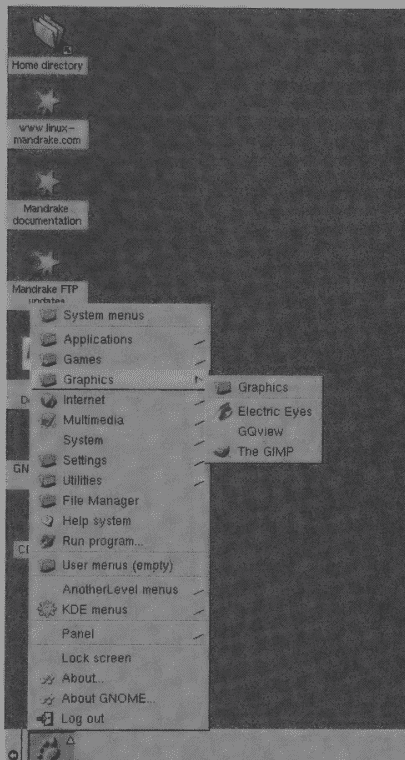 Home directory
www.linux-
mandrake.com
Mandrake
documentation
Mandrake FTP
updates
System menus
Applications
Games
Graphics
Internet
Multimedia
System
Settings
Utilities
File Manager
Help system
Run program...
User menus (empty)
AnotherLevel menus
KDE menus
Panel
Lock screen
About...
About GNOME...
Log out
Graphics
Electric Eyes
GQview
The GIMP
GN